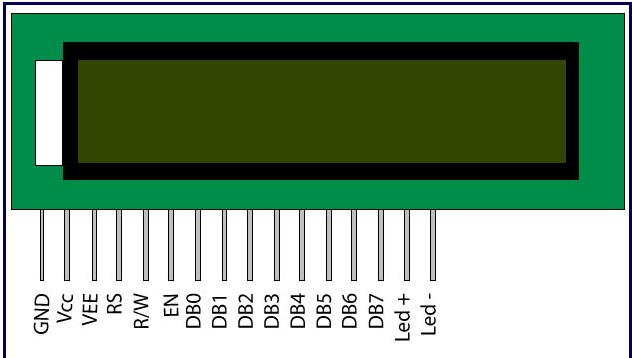 GND
Vcc
VEE
RS
R/W
EN
DB0
DB1
DB2
DB3
DB4
DB5
DB6
DB7
Led +
Led -